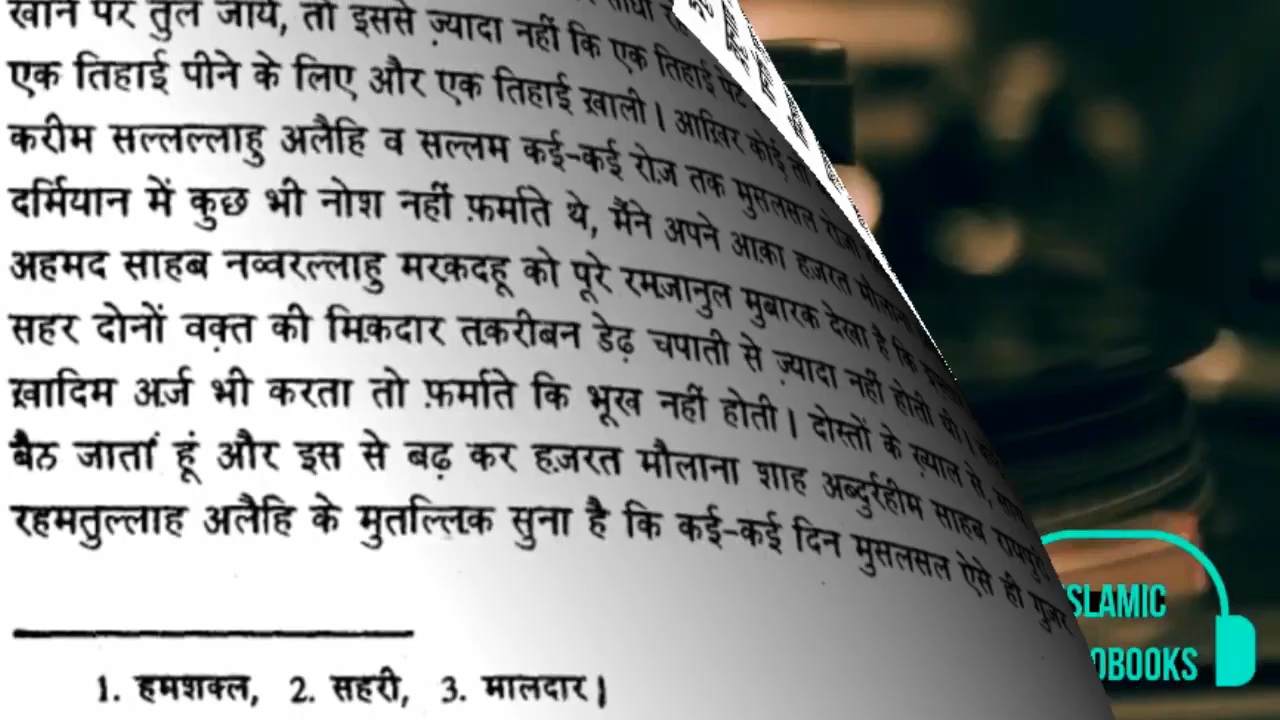 खाने पर तुल जाये, तो इससे ज़्यादा नहीं कि एक तिहाई पेट
एक तिहाई पीने के लिए और एक तिहाई ख़ाली। आख़िर कोई तो
करीम सल्लल्लाहु अलैहि व सल्लम कई-कई रोज़ तक मुसलसल रोज़ा
दर्मियान में कुछ भी नोश नहीं फ़र्माते थे, मैंने अपने आक़ा हज़रत मौलाना
अहमद साहब नव्वरल्लाहु मरक़दहू को पूरे रमज़ानुल मुबारक देखा है कि
सहर दोनों वक़्त की मिक़दार तक़रीबन डेढ़ चपाती से ज़्यादा नहीं होती थी।
ख़ादिम अर्ज़ भी करता तो फ़र्माते कि भूख नहीं होती। दोस्तों के ख़्याल से, साथ
बैठ जातां हूं और इस से बढ़ कर हज़रत मौलाना शाह अब्दुर्रहीम साहब रायपुरी
रहमतुल्लाह अलैहि के मुतल्लिक़ सुना है कि कई-कई दिन मुसलसल ऐसे ही गुज़र
1. हमशक्ल, 2. सहरी, 3. मालदार।
SLAMIC
OBOOKS